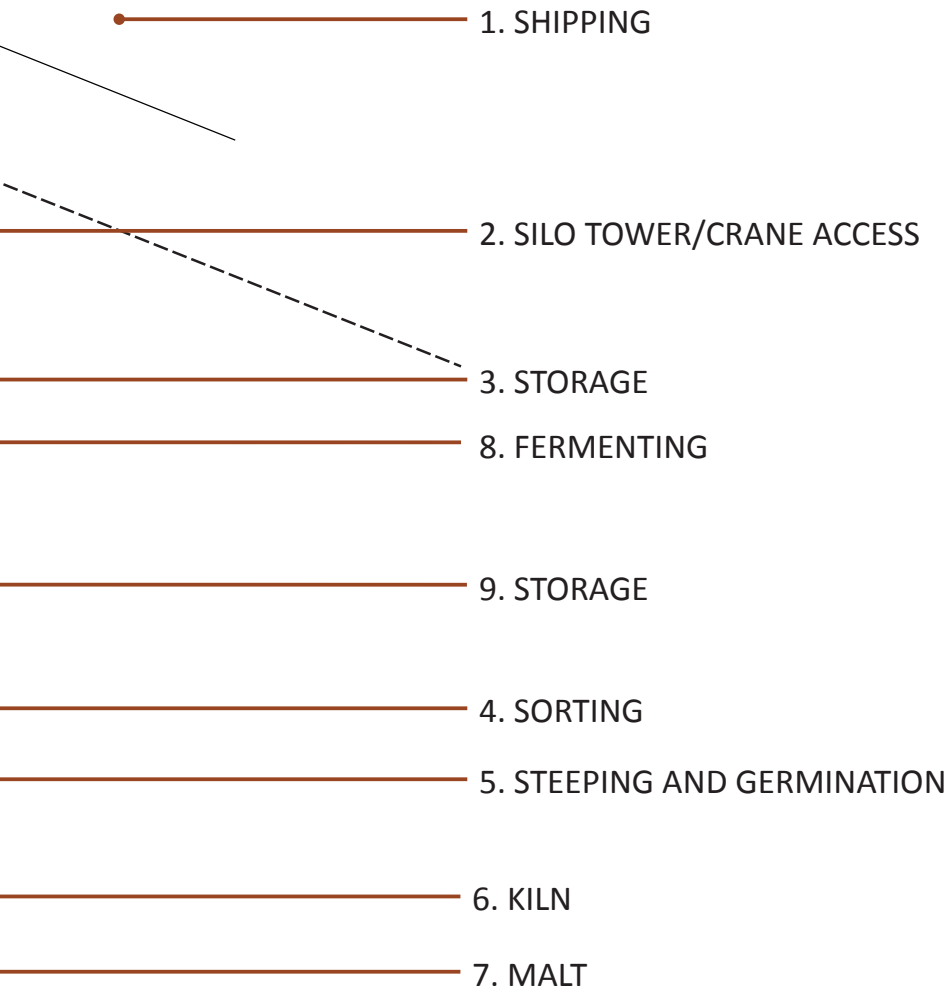 1. SHIPPING
2. SILO TOWER/CRANE ACCESS
3. STORAGE
8. FERMENTING
9. STORAGE
4. SORTING
5. STEEPING AND GERMINATION
6. KILN
7. MALT